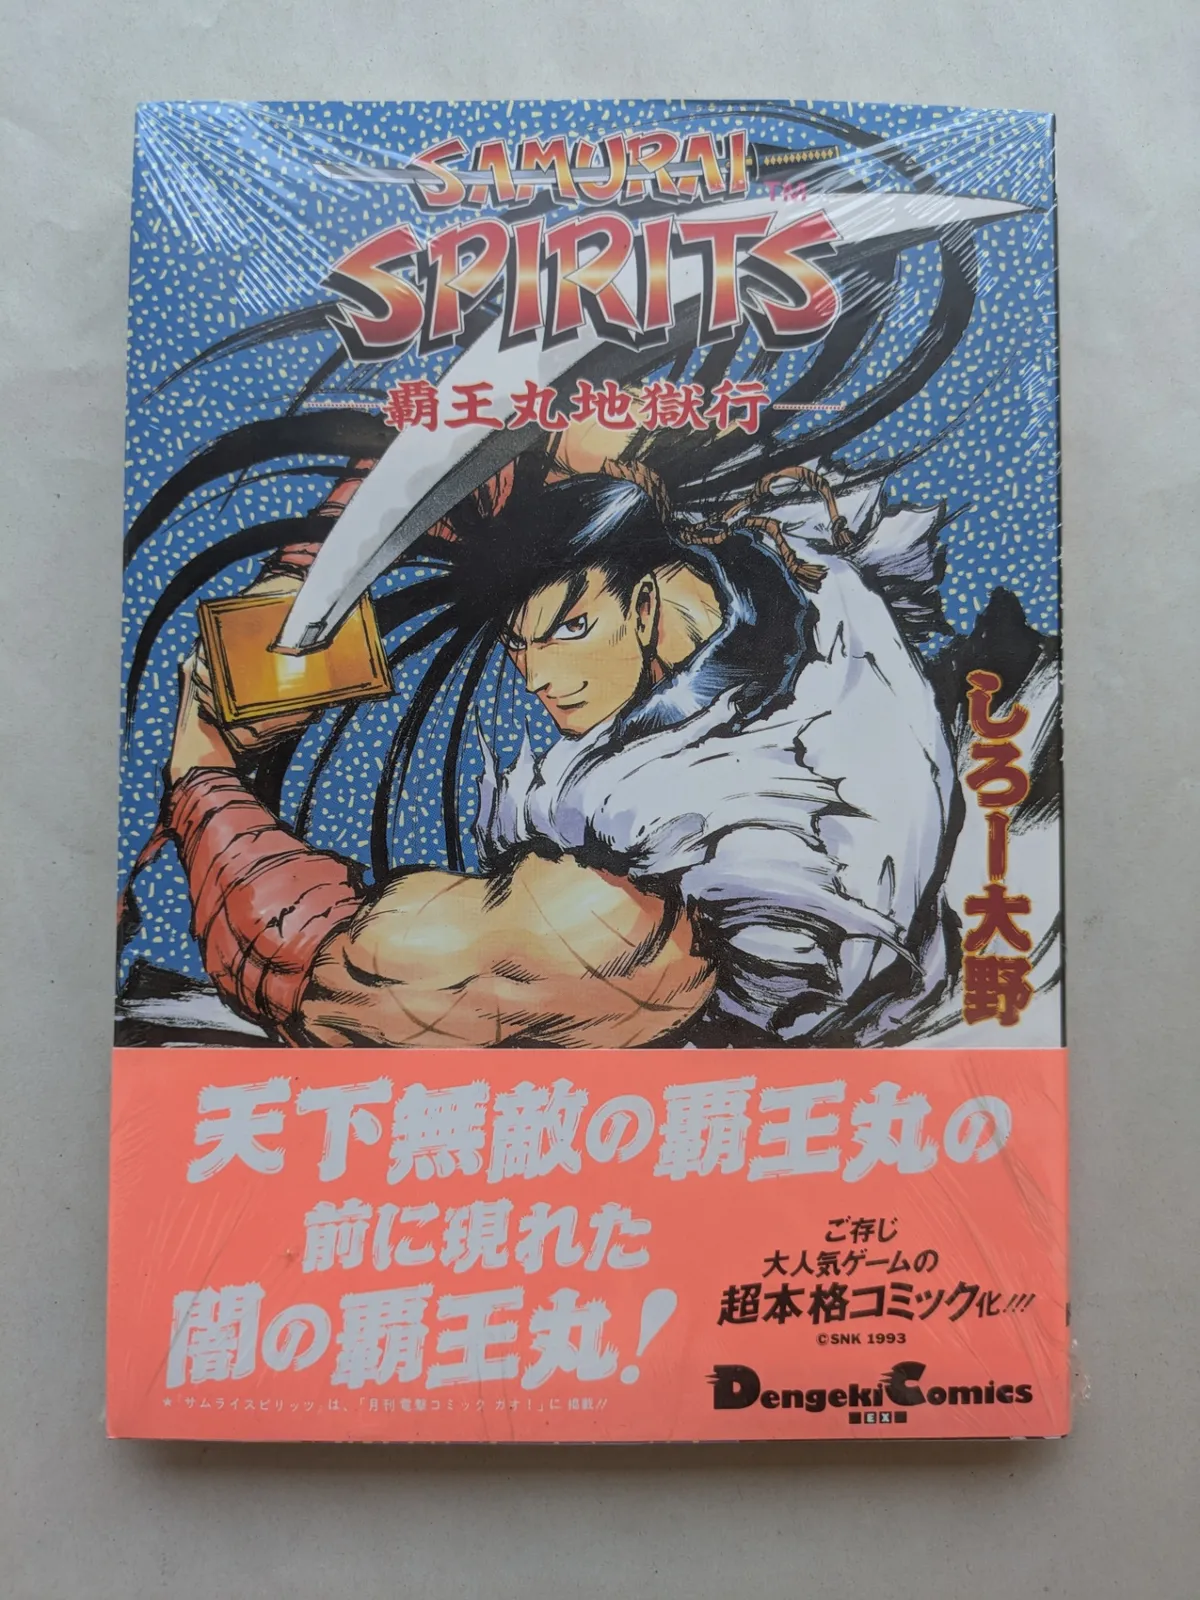 SAMURAI
SPIRITS
TM
覇王丸地獄行
しろー大野
天下無敵の覇王丸の
前に現れた
闇の覇王丸!
★「サムライスピリッツ」は、「月刊電撃コミック ガオ!」に掲載!!
ご存じ
大人気ゲームの
超本格コミック化!!!
©SNK 1993
Dengeki Comics
EX